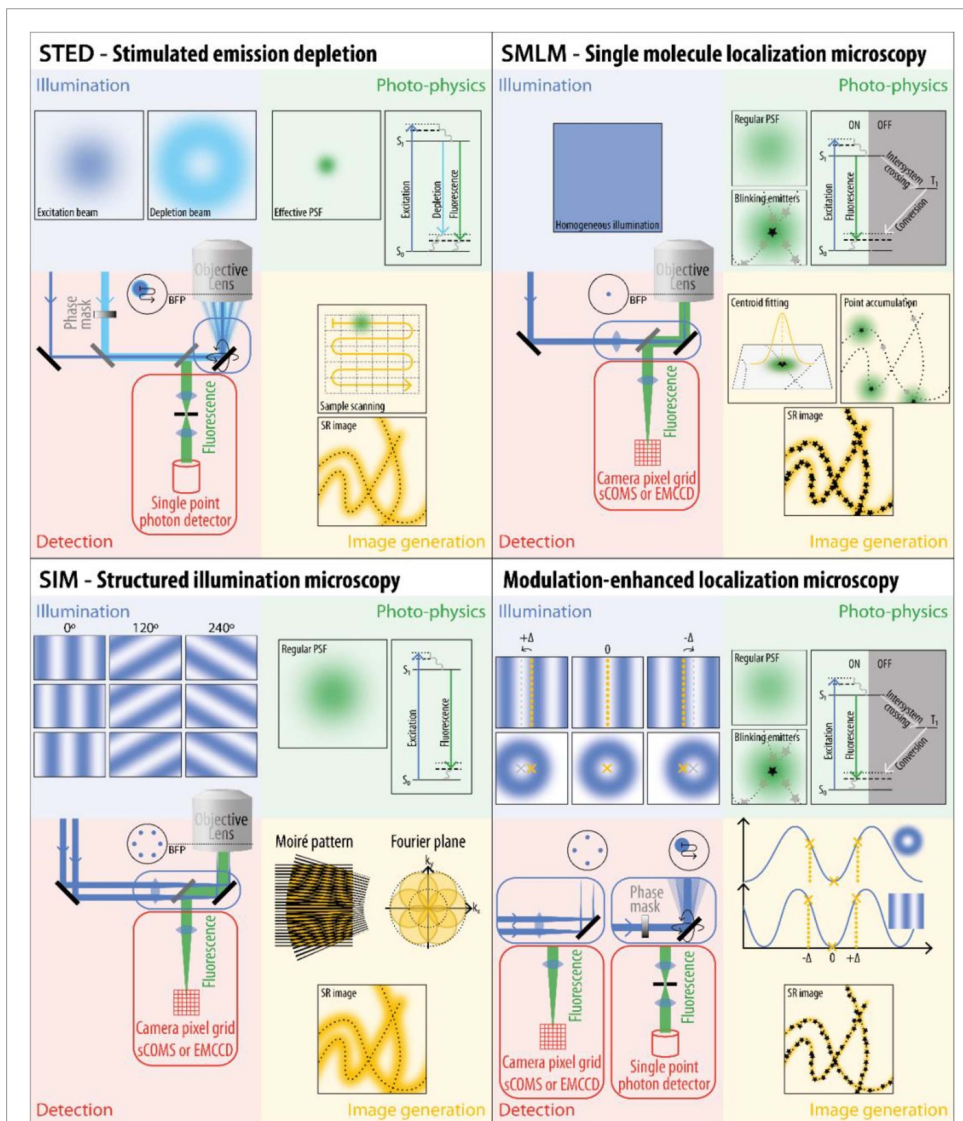 STED - Stimulated emission depletion
Illumination
Photo-physics
Excitation beam
Depletion beam
Effective PSF
S1
S0
Excitation
Depletion
Fluorescence
Phase
mask
BFP
Objective
Lens
Fluorescence
Single point
photon detector
Detection
Sample scanning
SR image
Image generation
SMLM - Single molecule localization microscopy
Illumination
Photo-physics
Homogeneous illumination
Regular PSF
Blinking emitters
ON
OFF
S1
S0
T1
Excitation
Fluorescence
Intersystem
crossing
Conversion
BFP
Objective
Lens
Fluorescence
Camera pixel grid
sCOMS or EMCCD
Detection
Centroid fitting
Point accumulation
SR image
Image generation
SIM - Structured illumination microscopy
Illumination
Photo-physics
0º
120º
240º
Regular PSF
S1
S0
Excitation
Fluorescence
BFP
Objective
Lens
Fluorescence
Camera pixel grid
sCOMS or EMCCD
Detection
Moiré pattern
Fourier plane
ky
kx
SR image
Image generation
Modulation-enhanced localization microscopy
Illumination
Photo-physics
+Δ
0
-Δ
Regular PSF
Blinking emitters
ON
OFF
S1
S0
T1
Excitation
Fluorescence
Intersystem
crossing
Conversion
Phase
mask
Fluorescence
Fluorescence
Camera pixel grid
sCOMS or EMCCD
Single point
photon detector
Detection
-Δ
0
+Δ
SR image
Image generation